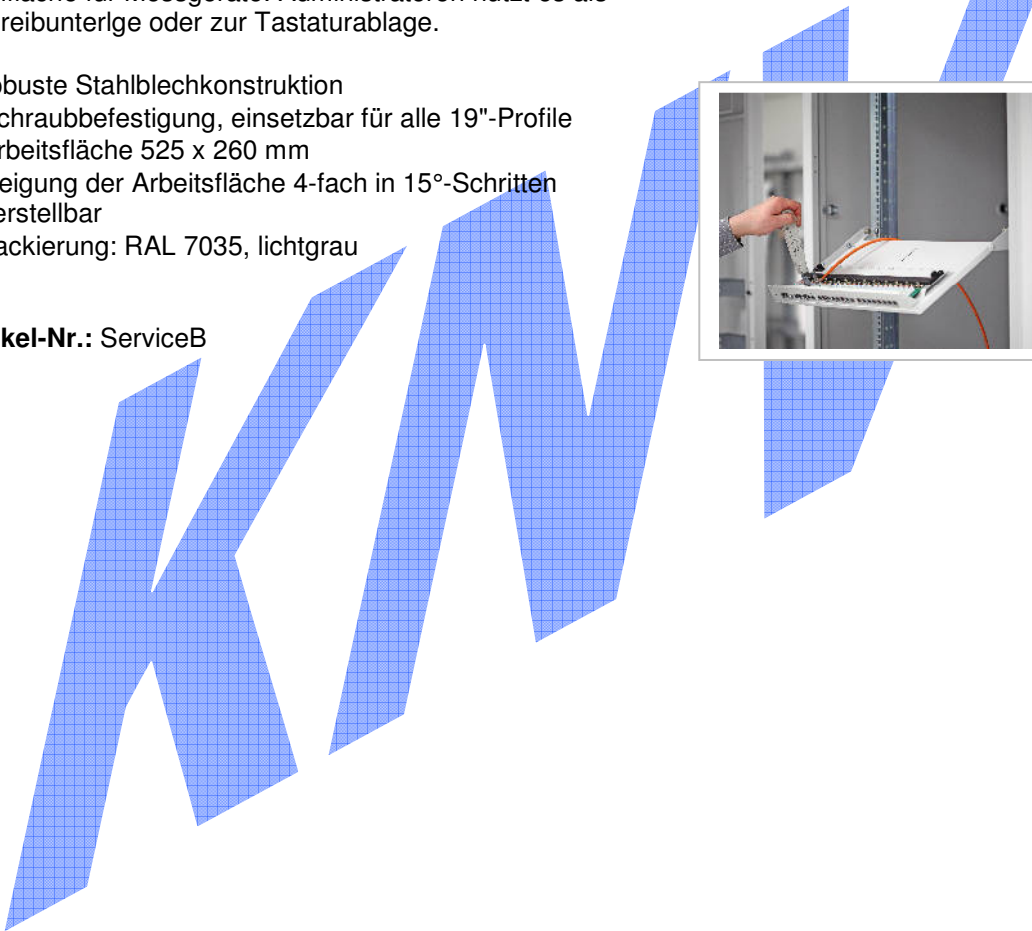 fläche für Messgeräte. Administratoren nutzt es als
reibunterlge oder zur Tastaturablage.
obuste Stahlblechkonstruktion
chraubbefestigung, einsetzbar für alle 19"-Profile
rbeitsfläche 525 x 260 mm
eigung der Arbeitsfläche 4-fach in 15°-Schritten
erstellbar
ackierung: RAL 7035, lichtgrau
kel-Nr.: ServiceB